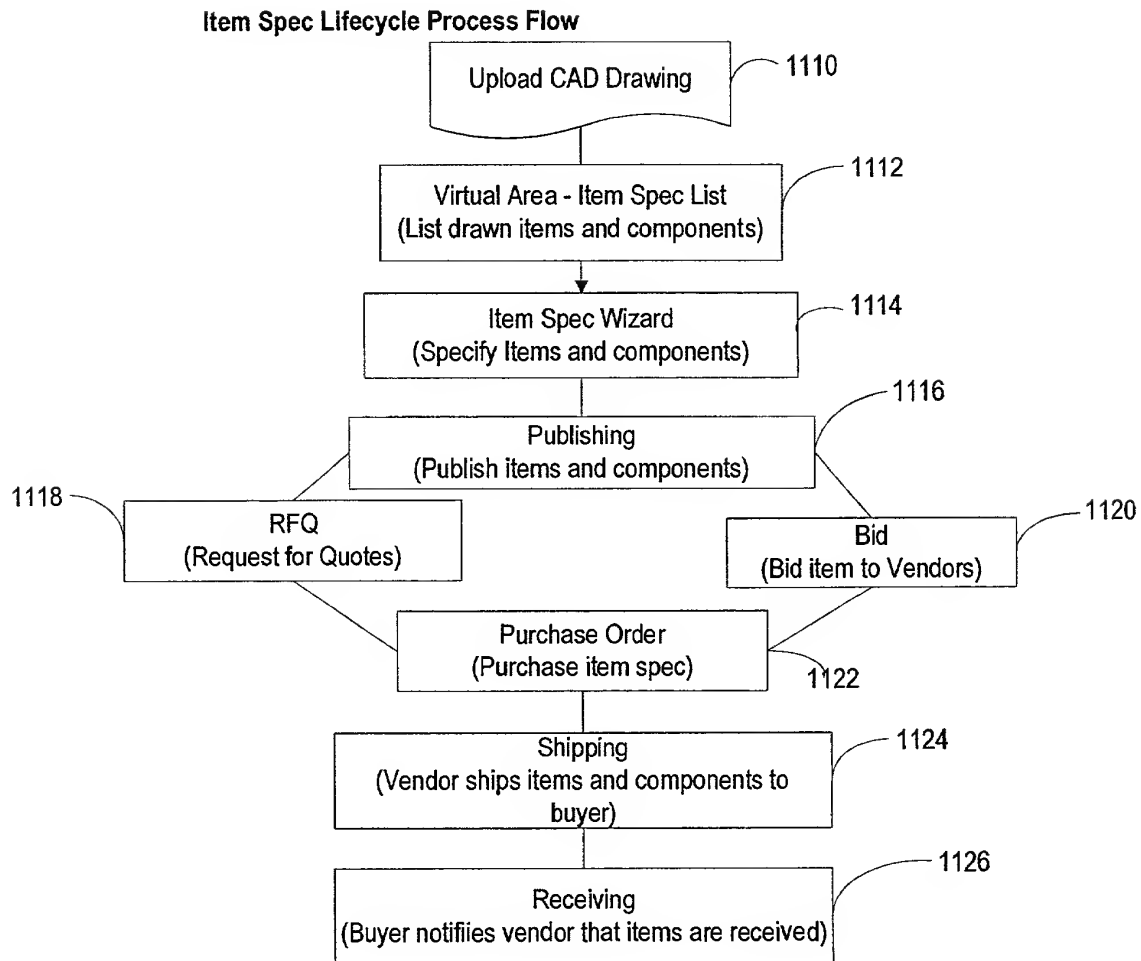 Item Spec Lifecycle Process Flow
Upload CAD Drawing
1110
1112
Virtual Area - Item Spec List
(List drawn items and components)
1114
Item Spec Wizard
(Specify Items and components)
1116
Publishing
(Publish items and components)
1118
RFQ
(Request for Quotes)
1120
Bid
(Bid item to Vendors)
Purchase Order
(Purchase item spec)
1122
1124
Shipping
(Vendor ships items and components to
buyer)
1126
Receiving
(Buyer notifiies vendor that items are received)